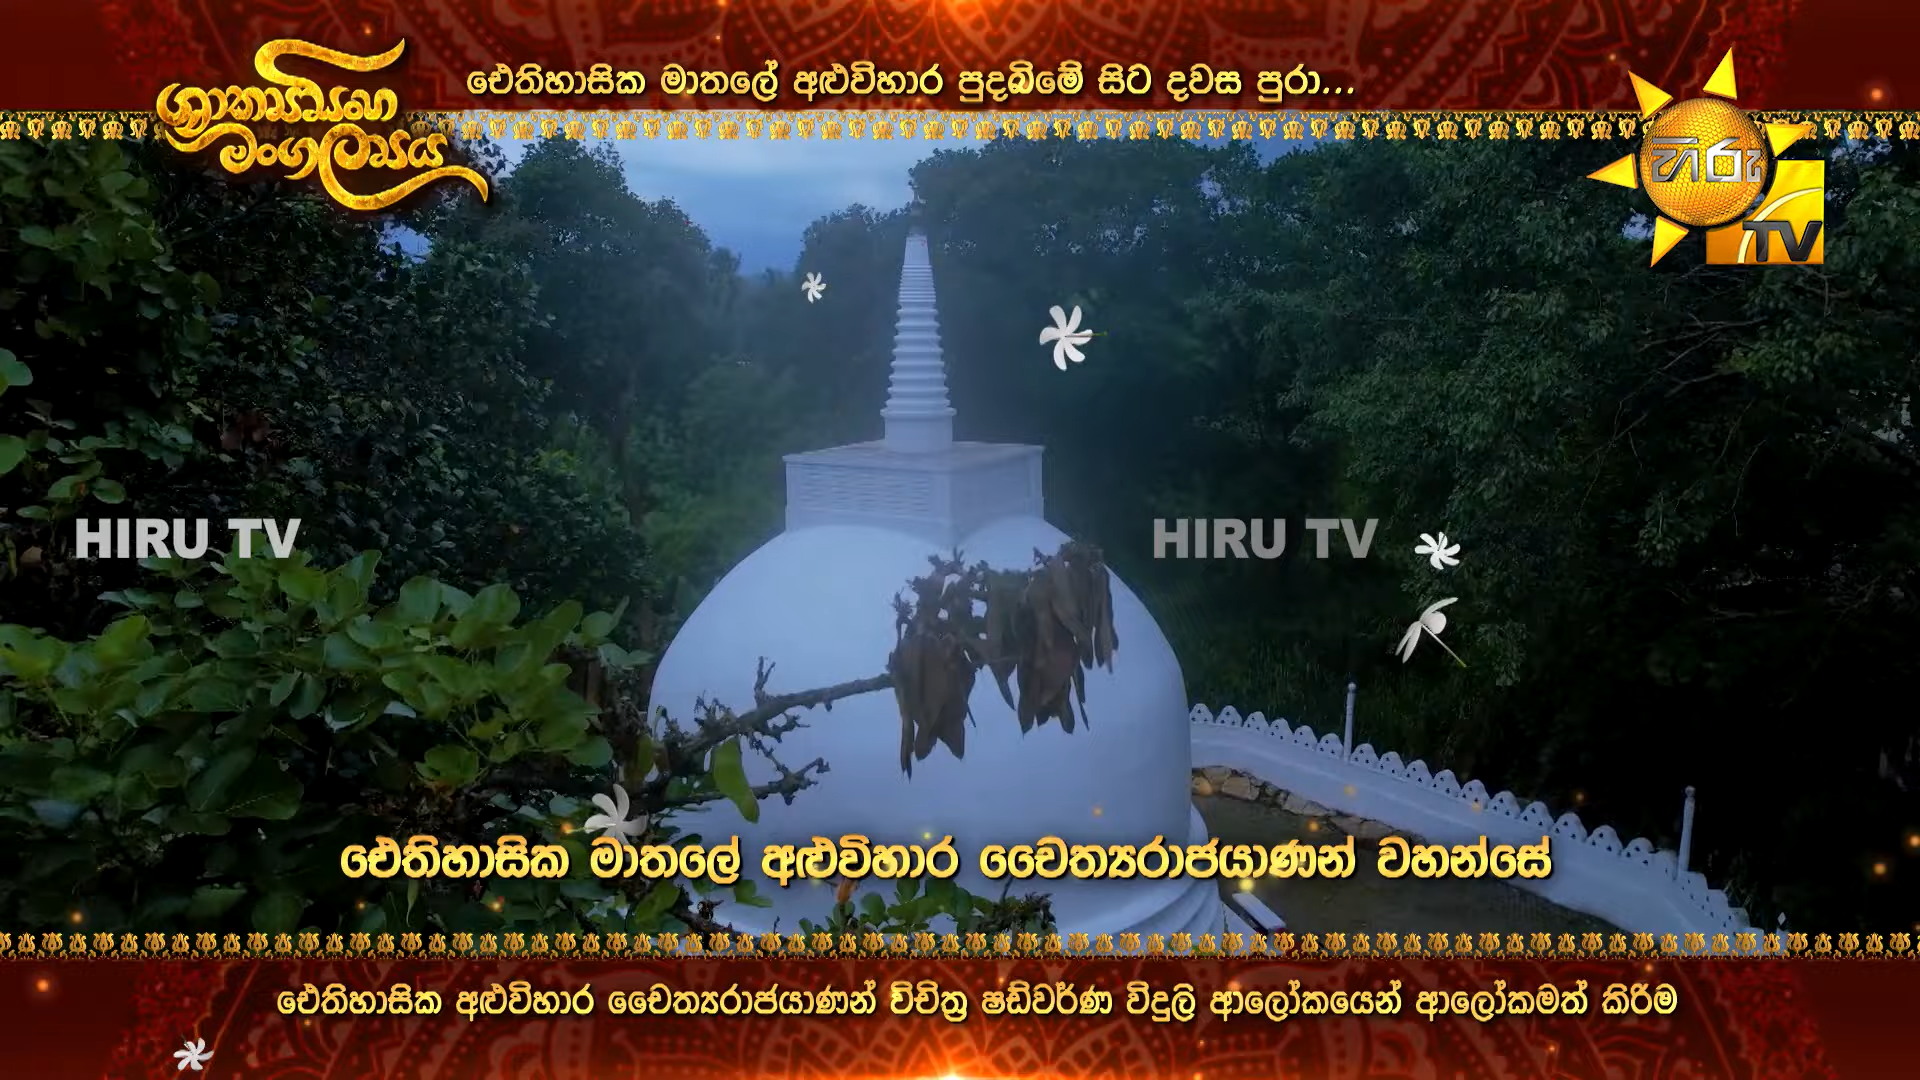 ශාක්‍යසිංහ
මංගල්‍යය
ඓතිහාසික මාතලේ අළුවිහාර පුදබිමේ සිට දවස පුරා...
හිරු
TV
HIRU TV
HIRU TV
ඓතිහාසික මාතලේ අළුවිහාර චෛත්‍යරාජයාණන් වහන්සේ
ඓතිහාසික අළුවිහාර චෛත්‍යරාජයාණන් විචිත්‍ර ෂඩ්වර්ණ විදුලි ආලෝකයෙන් ආලෝකමත් කිරිම